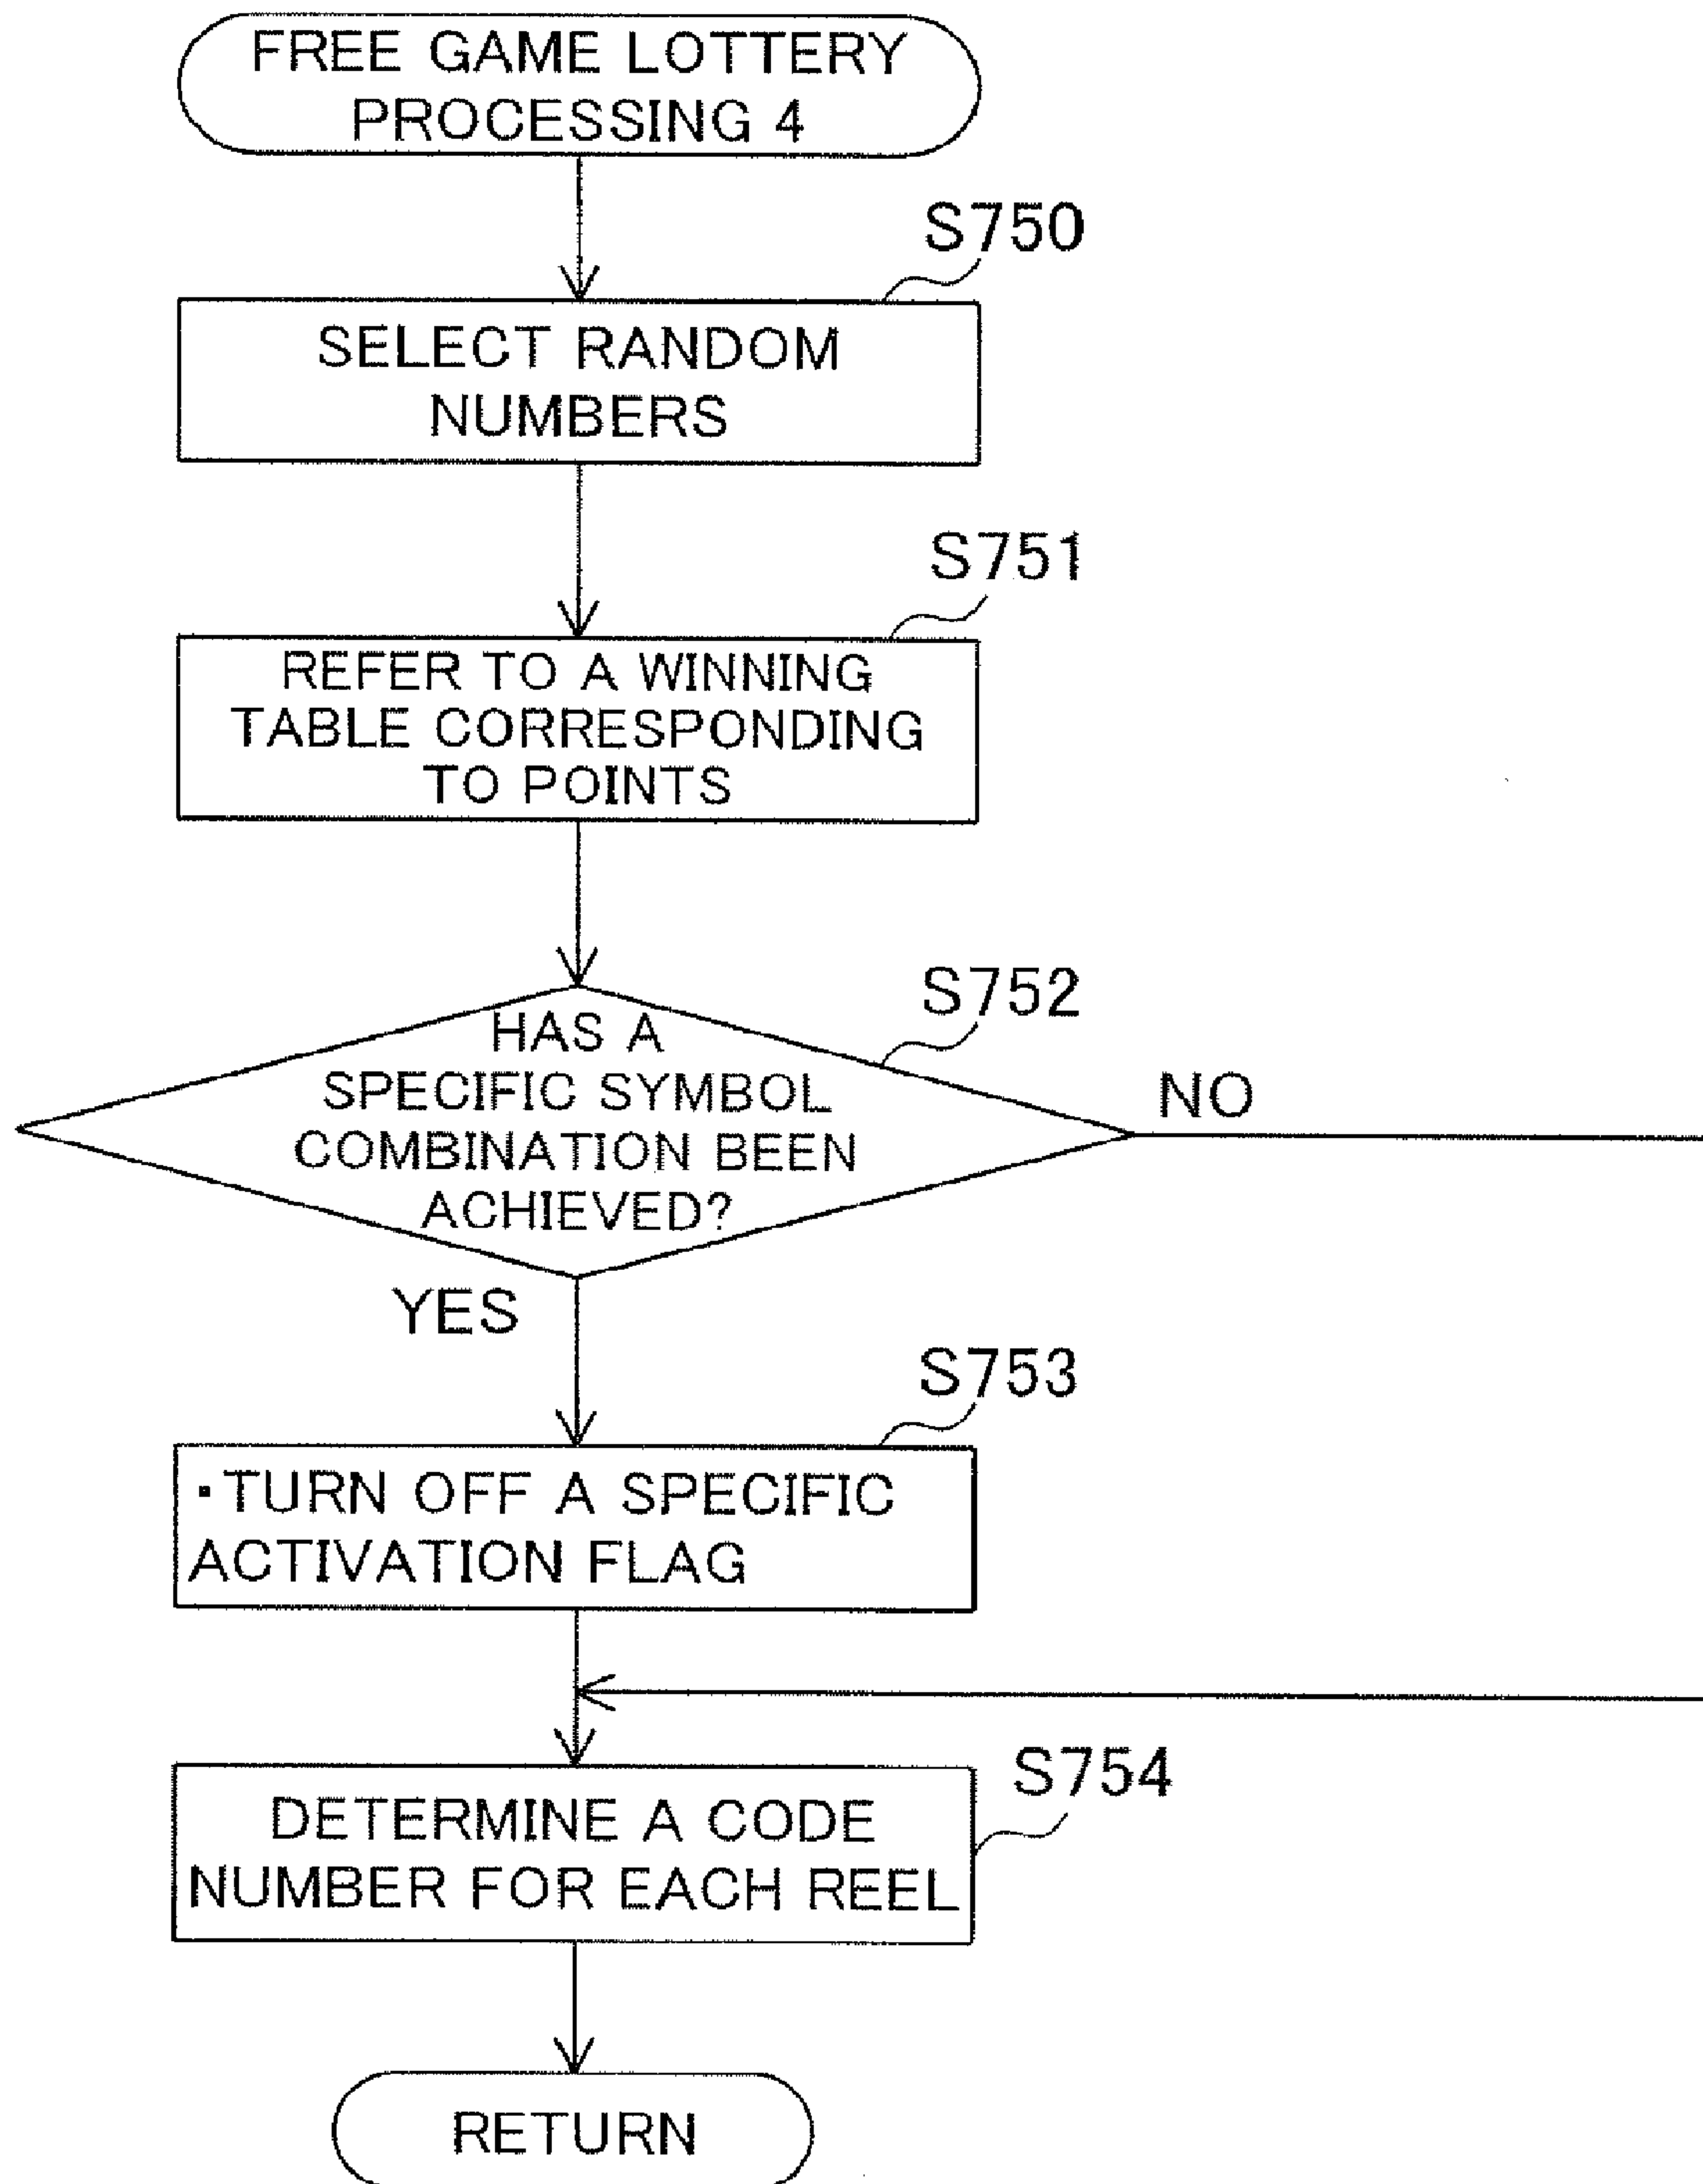 FREE GAME LOTTERY
PROCESSING 4
S750
SELECT RANDOM
NUMBERS
S751
REFER TO A WINNING
TABLE CORRESPONDING
TO POINTS
S752
HAS A
SPECIFIC SYMBOL
COMBINATION BEEN
ACHIEVED?
NO
YES
S753
･TURN OFF A SPECIFIC
ACTIVATION FLAG
S754
DETERMINE A CODE
NUMBER FOR EACH REEL
RETURN